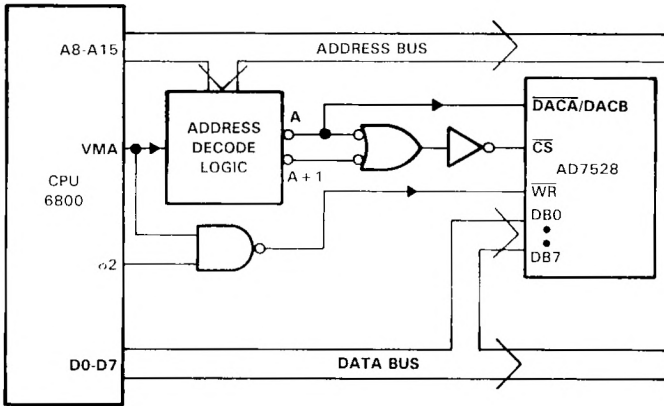 A8-A15
ADDRESS BUS
A
DACA/DACB
ADDRESS
DECODE
LOGIC
VMA
CS
CPU
6800
A + 1
AD7528
WR
DB0
DB7
D0-D7
DATA BUS